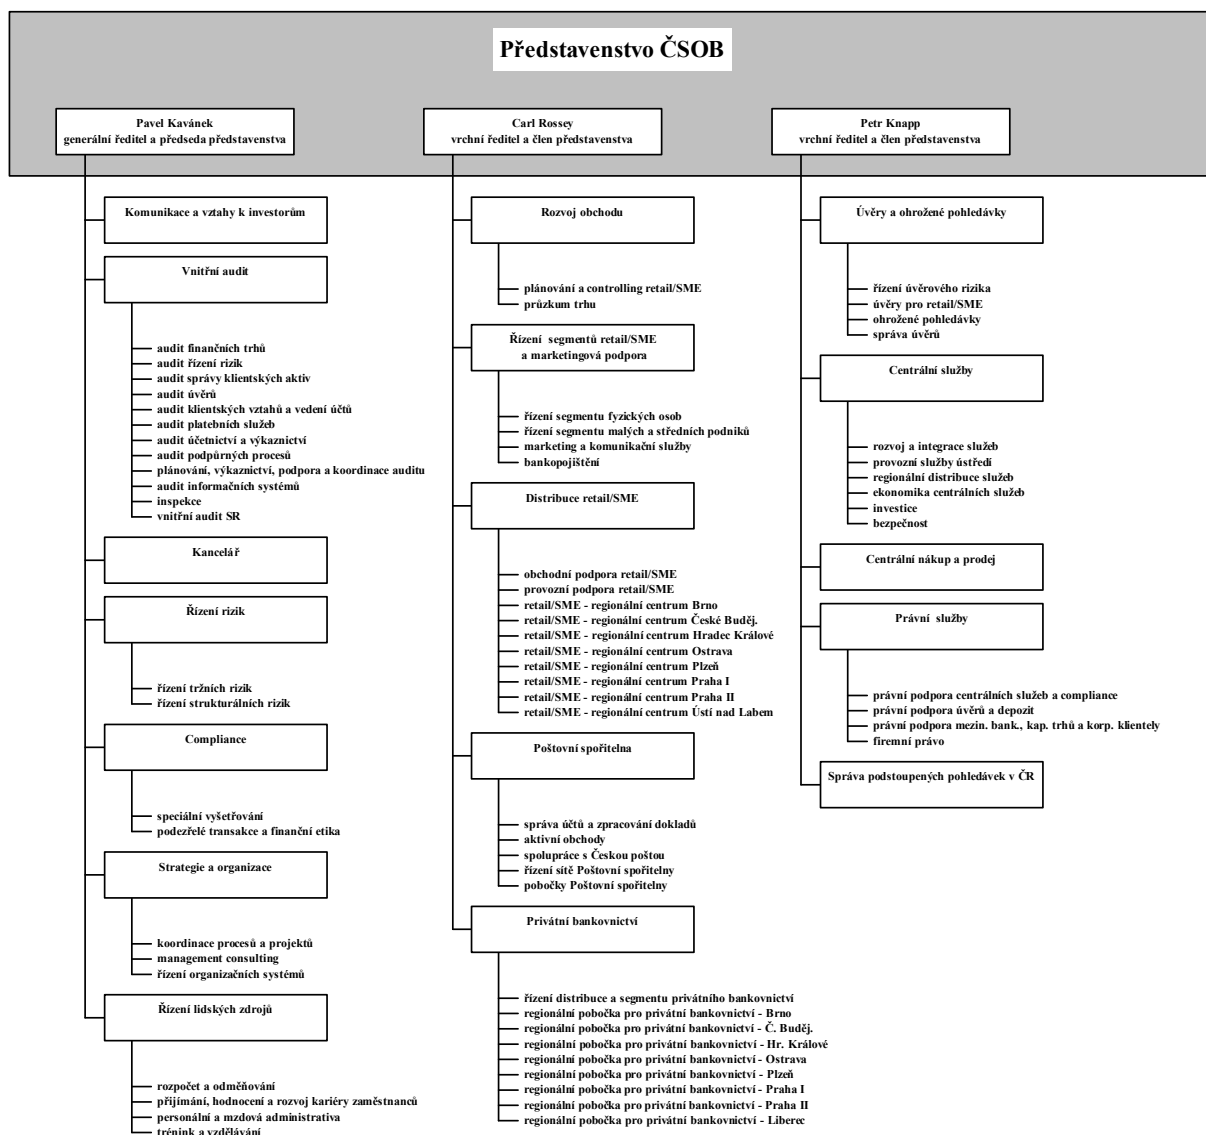 Představenstvo ČSOB
Pavel Kavánek
generální ředitel a předseda představenstva
Komunikace a vztahy k investorům
Vnitřní audit
audit finančních trhů
audit řízení rizik
audit správy klientských aktiv
audit úvěrů
audit klientských vztahů a vedení účtů
audit platebních služeb
audit účetnictví a výkaznictví
audit podpůrných procesů
plánování, výkaznictví, podpora a koordinace auditu
audit informačních systémů
inspekce
vnitřní audit SR
Kancelář
Řízení rizik
řízení tržních rizik
řízení strukturálních rizik
Compliance
speciální vyšetřování
podezřelé transakce a finanční etika
Strategie a organizace
koordinace procesů a projektů
management consulting
řízení organizačních systémů
Řízení lidských zdrojů
rozpočet a odměňování
přijímání, hodnocení a rozvoj kariéry zaměstnanců
personální a mzdová administrativa
trénink a vzdělávání
Carl Rossey
vrchní ředitel a člen představenstva
Rozvoj obchodu
plánování a controlling retail/SME
průzkum trhu
Řízení segmentů retail/SME
a marketingová podpora
řízení segmentu fyzických osob
řízení segmentu malých a středních podniků
marketing a komunikační služby
bankopojištění
Distribuce retail/SME
obchodní podpora retail/SME
provozní podpora retail/SME
retail/SME - regionální centrum Brno
retail/SME - regionální centrum České Buděj.
retail/SME - regionální centrum Hradec Králové
retail/SME - regionální centrum Ostrava
retail/SME - regionální centrum Plzeň
retail/SME - regionální centrum Praha I
retail/SME - regionální centrum Praha II
retail/SME - regionální centrum Ústí nad Labem
Poštovní spořitelna
správa účtů a zpracování dokladů
aktivní obchody
spolupráce s Českou poštou
řízení sítě Poštovní spořitelny
pobočky Poštovní spořitelny
Privátní bankovnictví
řízení distribuce a segmentu privátního bankovnictví
regionální pobočka pro privátní bankovnictví - Brno
regionální pobočka pro privátní bankovnictví - Č. Buděj.
regionální pobočka pro privátní bankovnictví - Hr. Králové
regionální pobočka pro privátní bankovnictví - Ostrava
regionální pobočka pro privátní bankovnictví - Plzeň
regionální pobočka pro privátní bankovnictví - Praha I
regionální pobočka pro privátní bankovnictví - Praha II
regionální pobočka pro privátní bankovnictví - Liberec
Petr Knapp
vrchní ředitel a člen představenstva
Úvěry a ohrožené pohledávky
řízení úvěrového rizika
úvěry pro retail/SME
ohrožené pohledávky
správa úvěrů
Centrální služby
rozvoj a integrace služeb
provozní služby ústředí
regionální distribuce služeb
ekonomika centrálních služeb
investice
bezpečnost
Centrální nákup a prodej
Právní služby
právní podpora centrálních služeb a compliance
právní podpora úvěrů a depozit
právní podpora mezin. bank., kap. trhů a korp. klientely
firemní právo
Správa podstoupených pohledávek v ČR